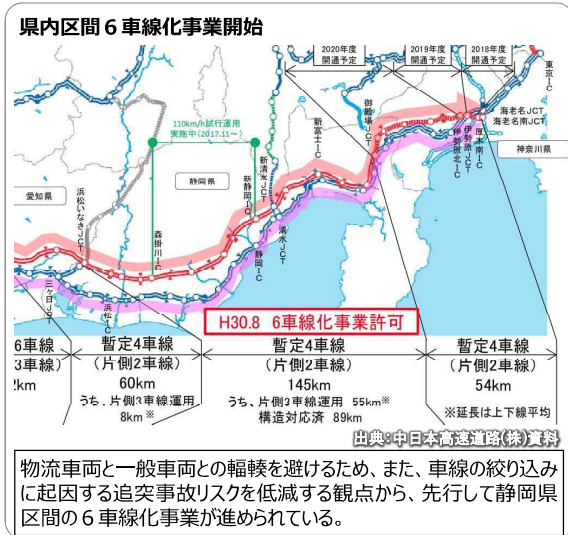 県内区間６車線化事業開始
2020年度
開通予定
2019年度
開通予定
2018年度
開通予定
東京IC
海老名JCT
海老名南JCT
厚木南IC
伊勢原JCT
伊勢原北IC
神奈川県
御殿場JCT
新富士IC
110km/h試行運用
実施中(2017.11～)
新清水JCT
新静岡IC
清水JCT
静岡IC
静岡県
愛知県
浜松いなさJCT
森掛川IC
三ヶ日JCT
浜松IC
H30.8 6車線化事業許可
6車線
3車線)
2km
暫定4車線
(片側2車線)
60km
うち、片側3車線運用
8km※
暫定4車線
(片側2車線)
145km
うち、片側3車線運用 55km※
構造対応済 89km
暫定4車線
(片側2車線)
54km
※延長は上下線平均
出典:中日本高速道路(株)資料
物流車両と一般車両との輻輳を避けるため、また、車線の絞り込み
に起因する追突事故リスクを低減する観点から、先行して静岡県
区間の６車線化事業が進められている。